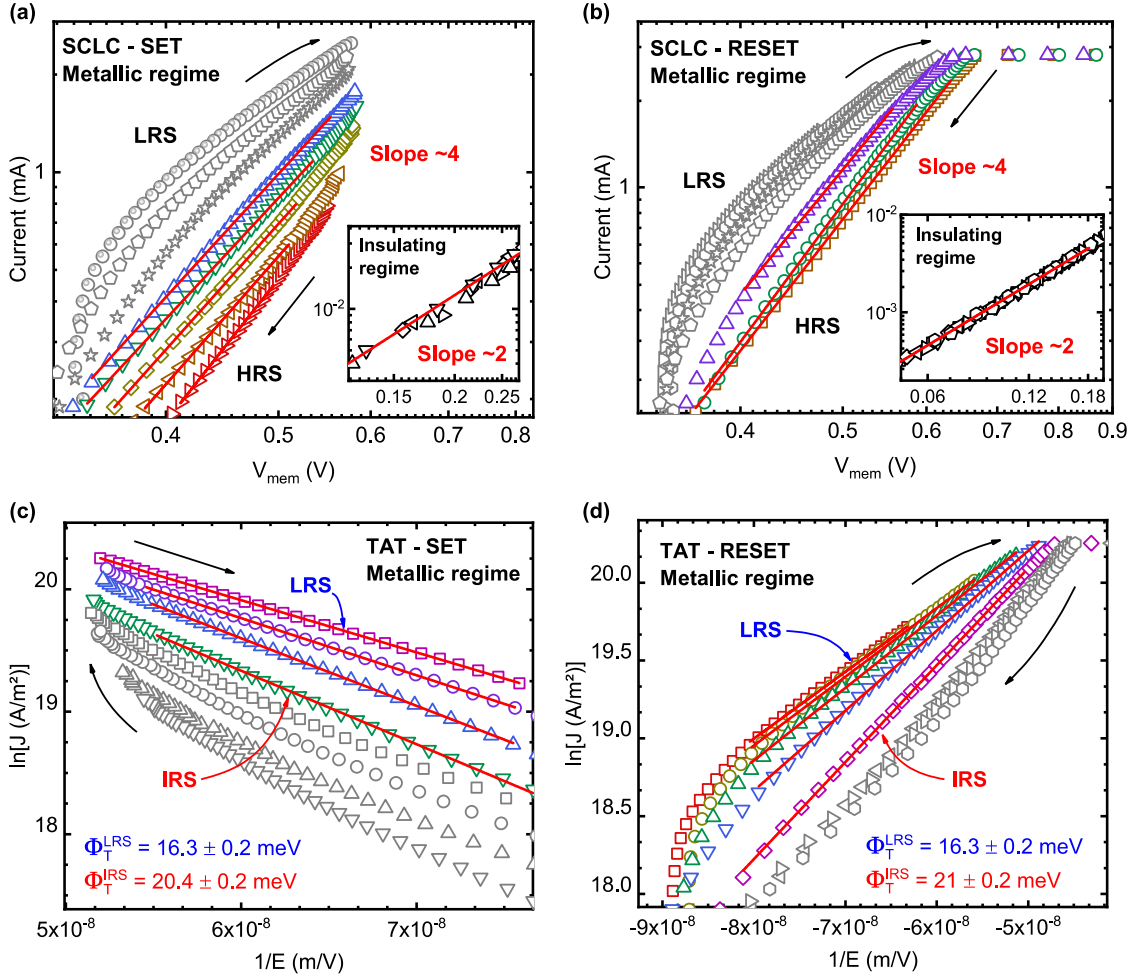 (a)
SCLC - SET
Metallic regime
LRS
Slope ~4
HRS
Insulating
regime
10⁻²
Slope ~2
0.15
0.2
0.25
1
Current (mA)
0.4
0.5
0.6
0.7
0.8
V_mem (V)
(b)
SCLC - RESET
Metallic regime
LRS
Slope ~4
HRS
Insulating
regime
10⁻²
10⁻³
Slope ~2
0.06
0.12
0.18
1
Current (mA)
0.4
0.5
0.6
0.7
0.8
0.9
V_mem (V)
(c)
TAT - SET
Metallic regime
LRS
IRS
Φ_T^LRS = 16.3 ± 0.2 meV
Φ_T^IRS = 20.4 ± 0.2 meV
20
19
18
ln[J (A/m²)]
5x10⁻⁸
6x10⁻⁸
7x10⁻⁸
1/E (m/V)
(d)
TAT - RESET
Metallic regime
LRS
IRS
Φ_T^LRS = 16.3 ± 0.2 meV
Φ_T^IRS = 21 ± 0.2 meV
20.0
19.5
19.0
18.5
18.0
ln[J (A/m²)]
-9x10⁻⁸
-8x10⁻⁸
-7x10⁻⁸
-6x10⁻⁸
-5x10⁻⁸
1/E (m/V)